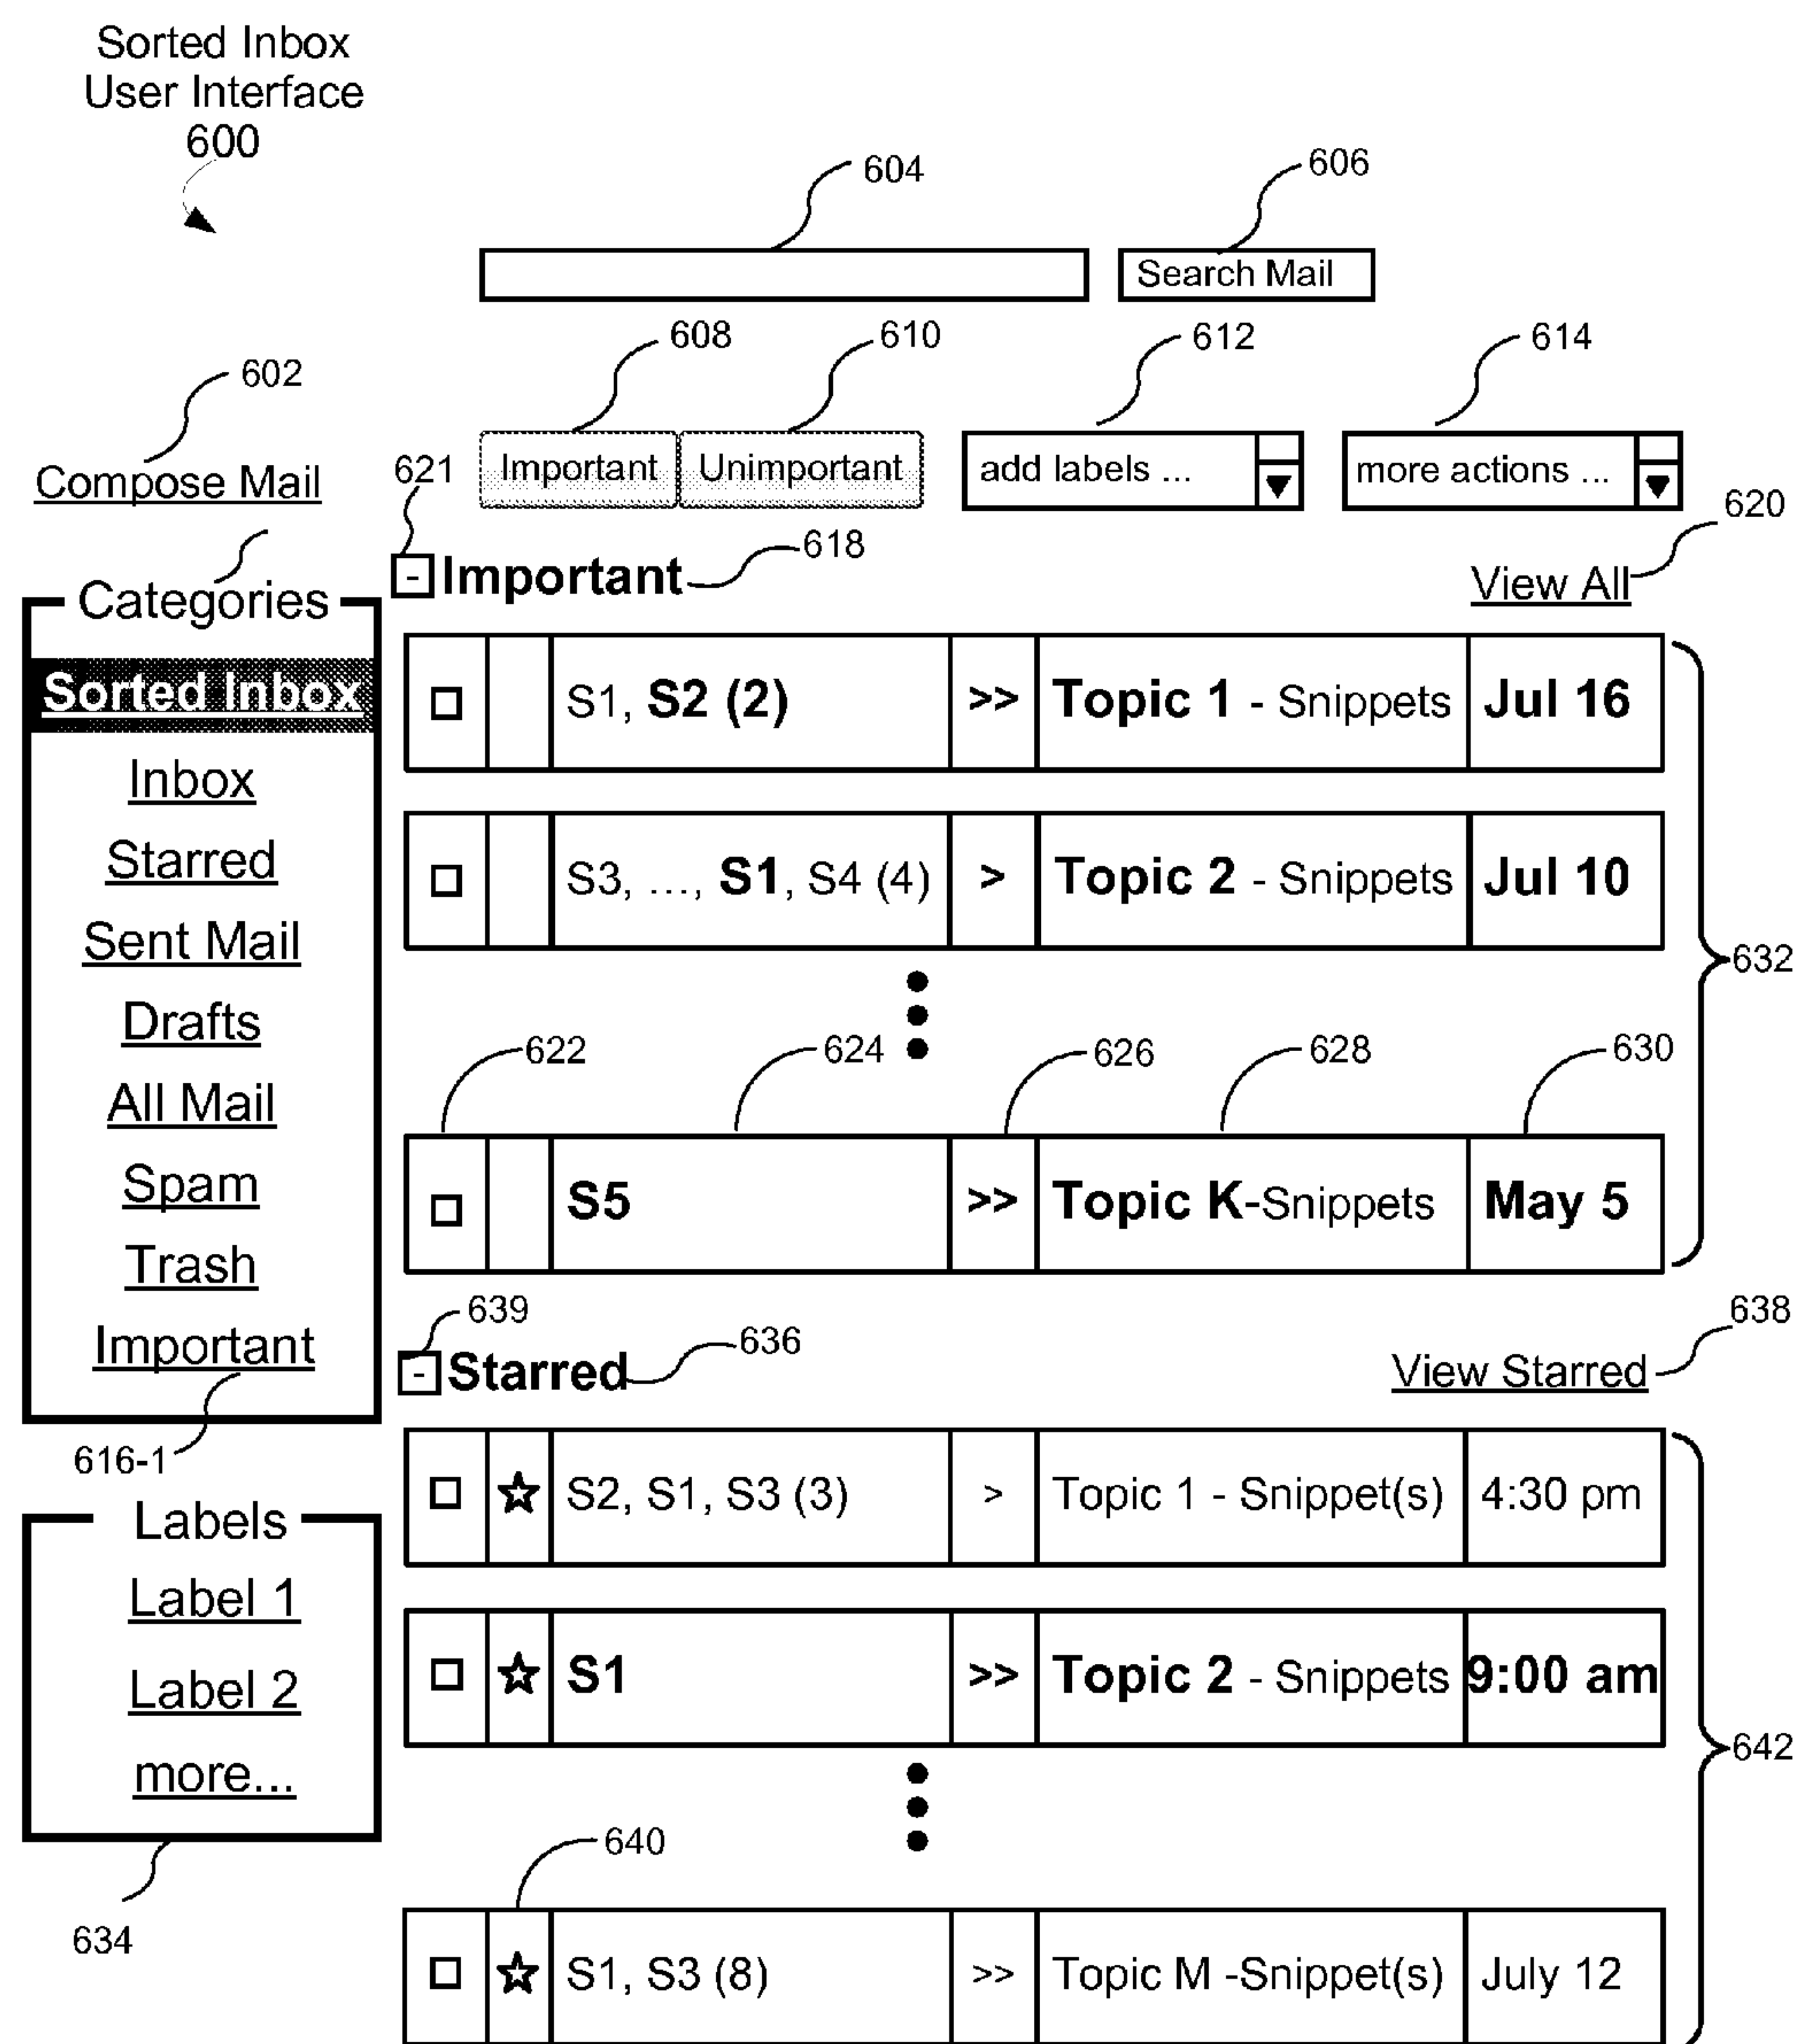 Sorted Inbox
User Interface
600
604
606
Search Mail
608
610
612
614
602
Compose Mail
621
Important
Unimportant
add labels ...
more actions ...
620
- Important
618
View All
Categories
Sorted Inbox
Inbox
Starred
Sent Mail
Drafts
All Mail
Spam
Trash
Important
616-1
S1, S2 (2) >> Topic 1 - Snippets Jul 16
S3, ..., S1, S4 (4) > Topic 2 - Snippets Jul 10
632
622
624
626
628
630
S5 >> Topic K-Snippets May 5
639
636
638
- Starred
View Starred
S2, S1, S3 (3) > Topic 1 - Snippet(s) 4:30 pm
S1 >> Topic 2 - Snippets 9:00 am
642
640
S1, S3 (8) >> Topic M -Snippet(s) July 12
Labels
Label 1
Label 2
more...
634